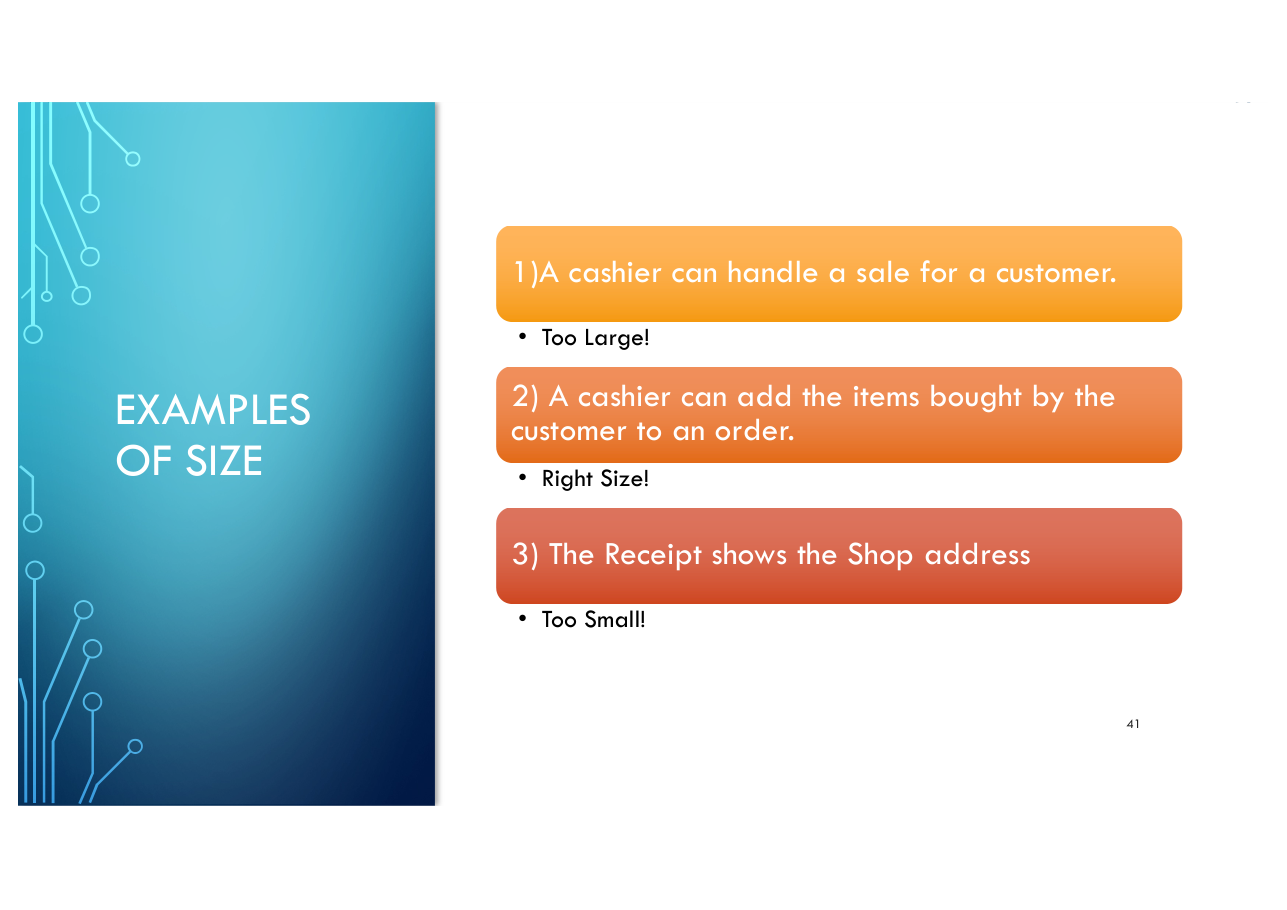 EXAMPLES
OF SIZE
1)A cashier can handle a sale for a customer.
• Too Large!
2) A cashier can add the items bought by the
customer to an order.
• Right Size!
3) The Receipt shows the Shop address
• Too Small!
41